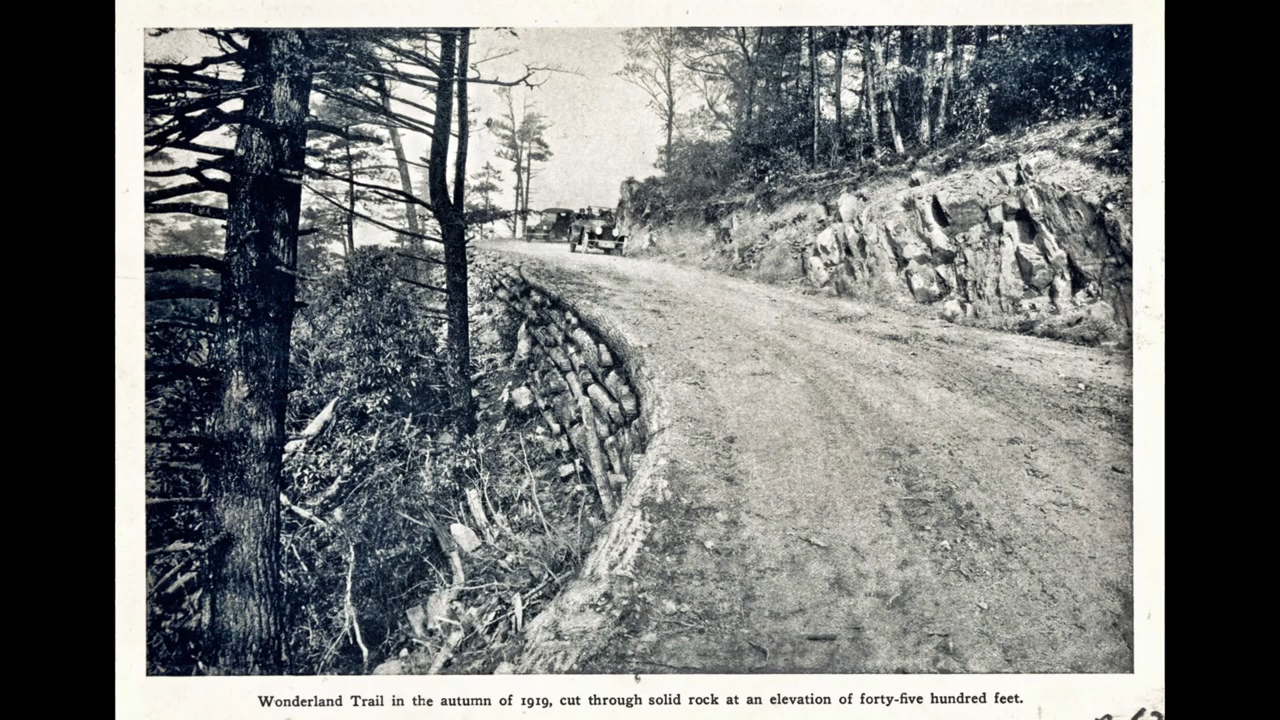 Wonderland Trail in the autumn of 1919, cut through solid rock at an elevation of forty-five hundred feet.